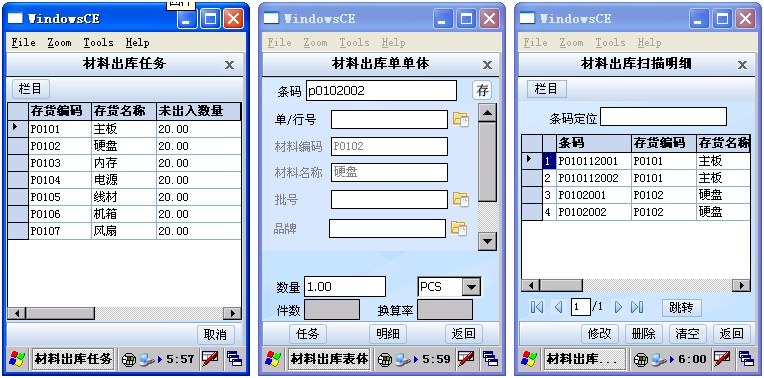 WindowsCE
File Zoom Tools Help
材料出库任务 x
栏目
存货编码 存货名称 未出入数量
P0101 主板 20.00
P0102 硬盘 20.00
P0103 内存 20.00
P0104 电源 20.00
P0105 线材 20.00
P0106 机箱 20.00
P0107 风扇 20.00
取消
材料出库任务 5:57
WindowsCE
File Zoom Tools Help
材料出库单单体 x
条码 p0102002 存
单/行号
材料编码 P0102
材料名称 硬盘
批号
品牌
数量 1.00 PCS
件数 换算率
任务 明细 返回
材料出库表体 5:59
WindowsCE
File Zoom Tools Help
材料出库扫描明细 x
栏目
条码定位
条码 存货编码 存货名称
1 P010112001 P0101 主板
2 P010112002 P0101 主板
3 P0102001 P0102 硬盘
4 P0102002 P0102 硬盘
1 /1 跳转
修改 删除 清空 返回
材料出库... 6:00